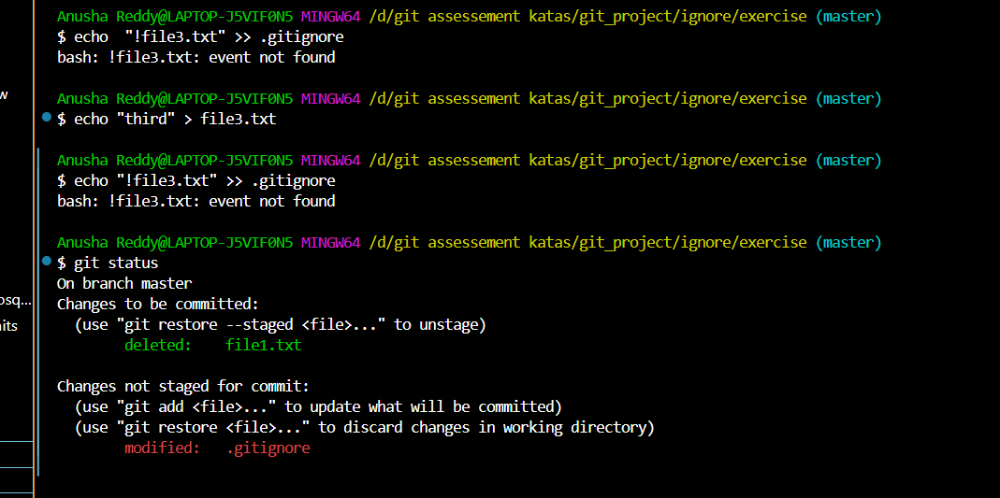 Anusha Reddy@LAPTOP-J5VIF0N5 MINGW64 /d/git assessement katas/git_project/ignore/exercise (master)
$ echo  "!file3.txt" >> .gitignore
bash: !file3.txt: event not found
Anusha Reddy@LAPTOP-J5VIF0N5 MINGW64 /d/git assessement katas/git_project/ignore/exercise (master)
$ echo "third" > file3.txt
Anusha Reddy@LAPTOP-J5VIF0N5 MINGW64 /d/git assessement katas/git_project/ignore/exercise (master)
$ echo "!file3.txt" >> .gitignore
bash: !file3.txt: event not found
Anusha Reddy@LAPTOP-J5VIF0N5 MINGW64 /d/git assessement katas/git_project/ignore/exercise (master)
$ git status
On branch master
Changes to be committed:
  (use "git restore --staged <file>..." to unstage)
        deleted:    file1.txt
Changes not staged for commit:
  (use "git add <file>..." to update what will be committed)
  (use "git restore <file>..." to discard changes in working directory)
        modified:   .gitignore